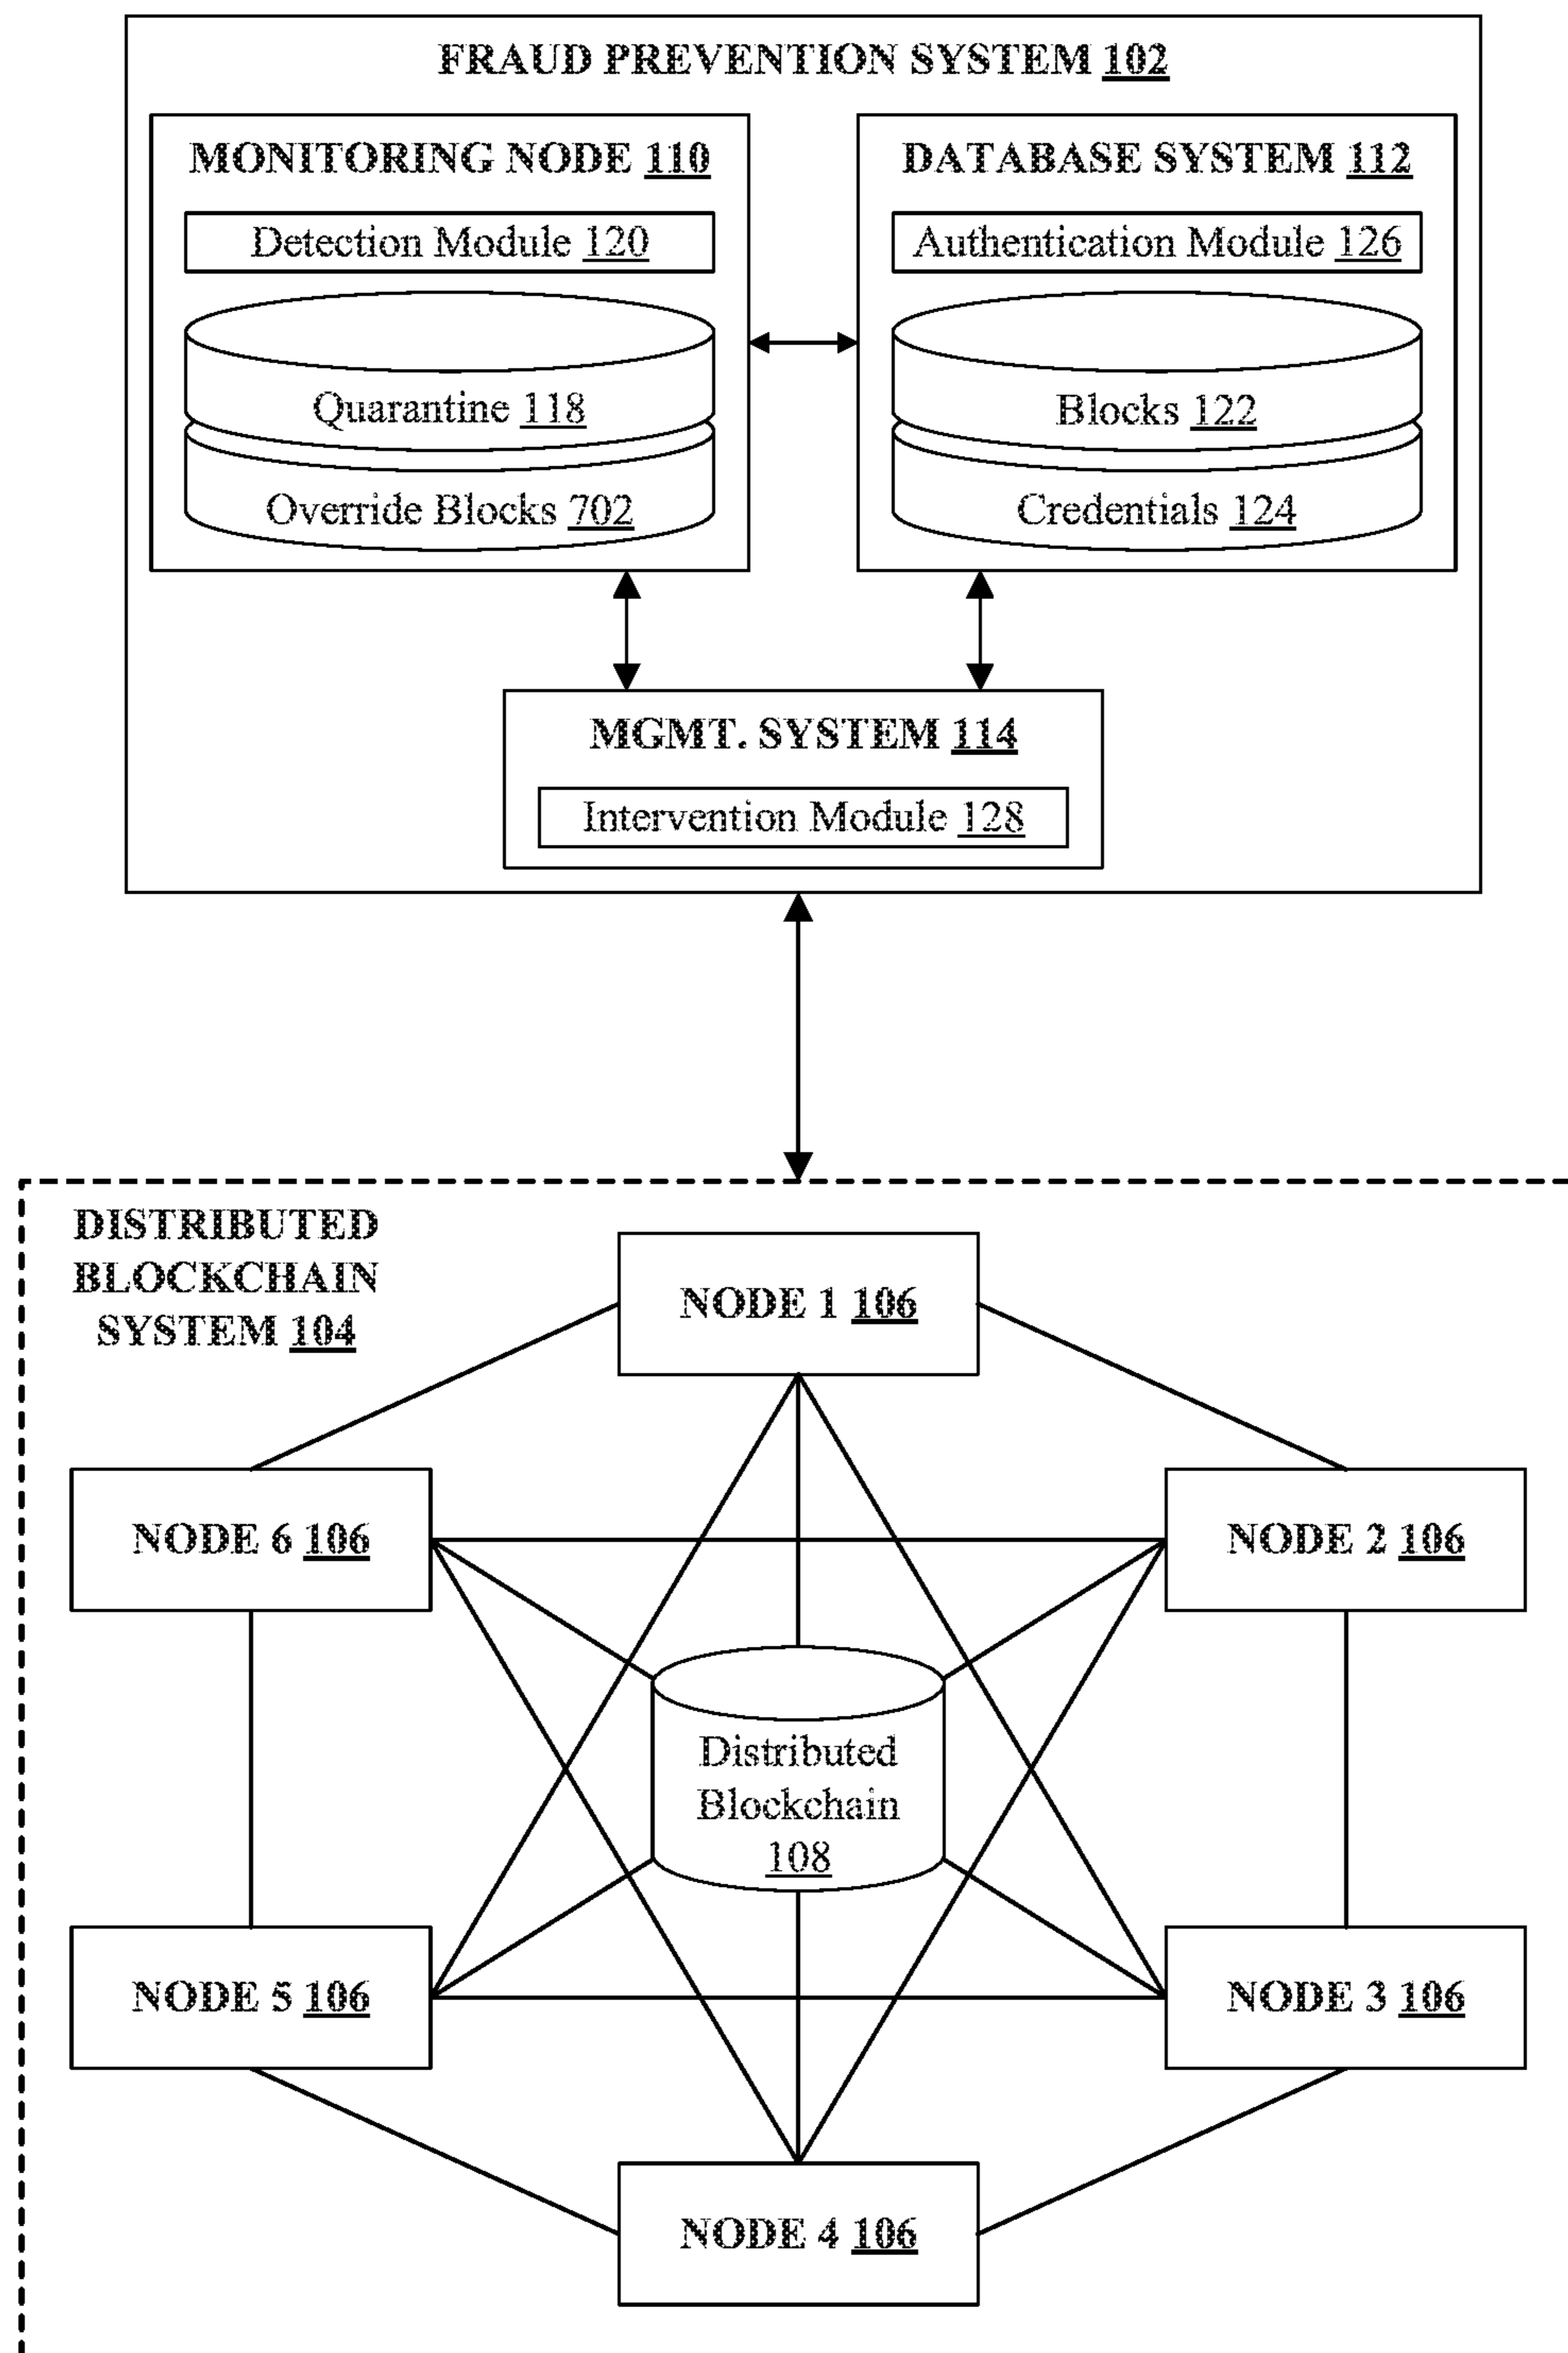 FRAUD PREVENTION SYSTEM 102
MONITORING NODE 110
Detection Module 120
Quarantine 118
Override Blocks 702
DATABASE SYSTEM 112
Authentication Module 126
Blocks 122
Credentials 124
MGMT. SYSTEM 114
Intervention Module 128
DISTRIBUTED
BLOCKCHAIN
SYSTEM 104
NODE 1 106
NODE 6 106
NODE 2 106
Distributed
Blockchain
108
NODE 5 106
NODE 3 106
NODE 4 106